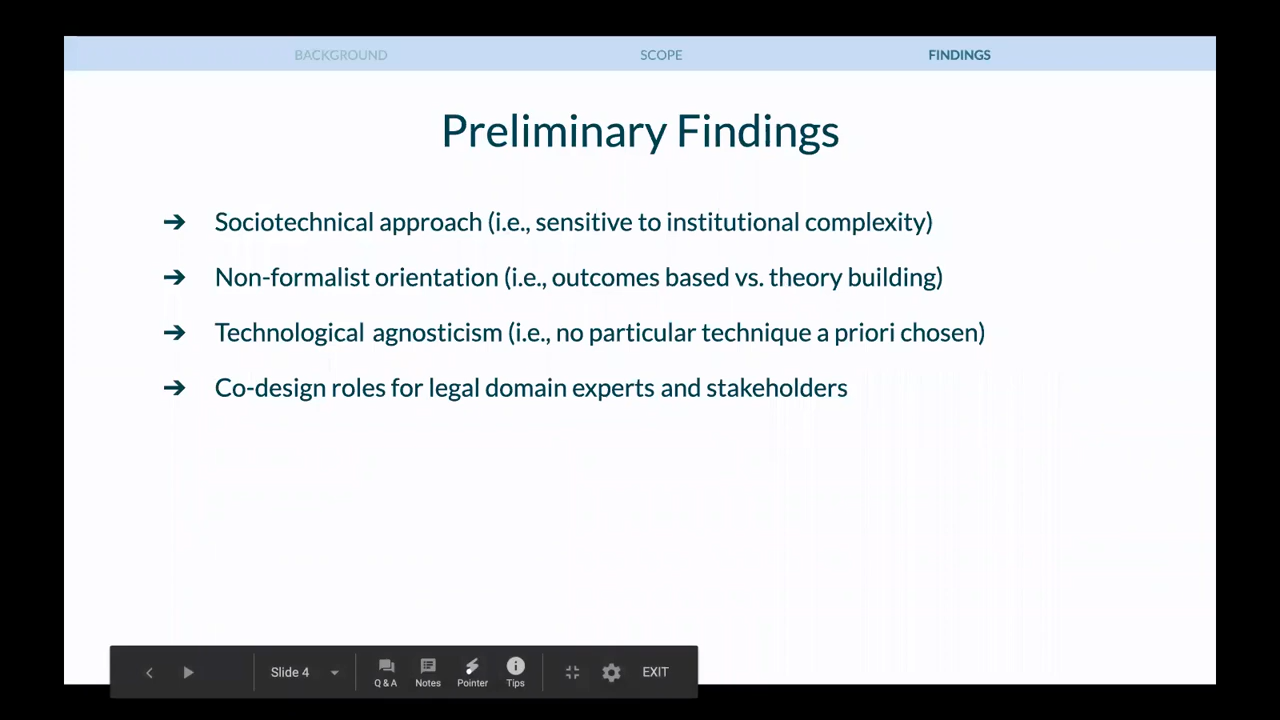 BACKGROUND
SCOPE
FINDINGS
Preliminary Findings
➔ Sociotechnical approach (i.e., sensitive to institutional complexity)
➔ Non-formalist orientation (i.e., outcomes based vs. theory building)
➔ Technological agnosticism (i.e., no particular technique a priori chosen)
➔ Co-design roles for legal domain experts and stakeholders
Slide 4
Q & A
Notes
Pointer
Tips
EXIT